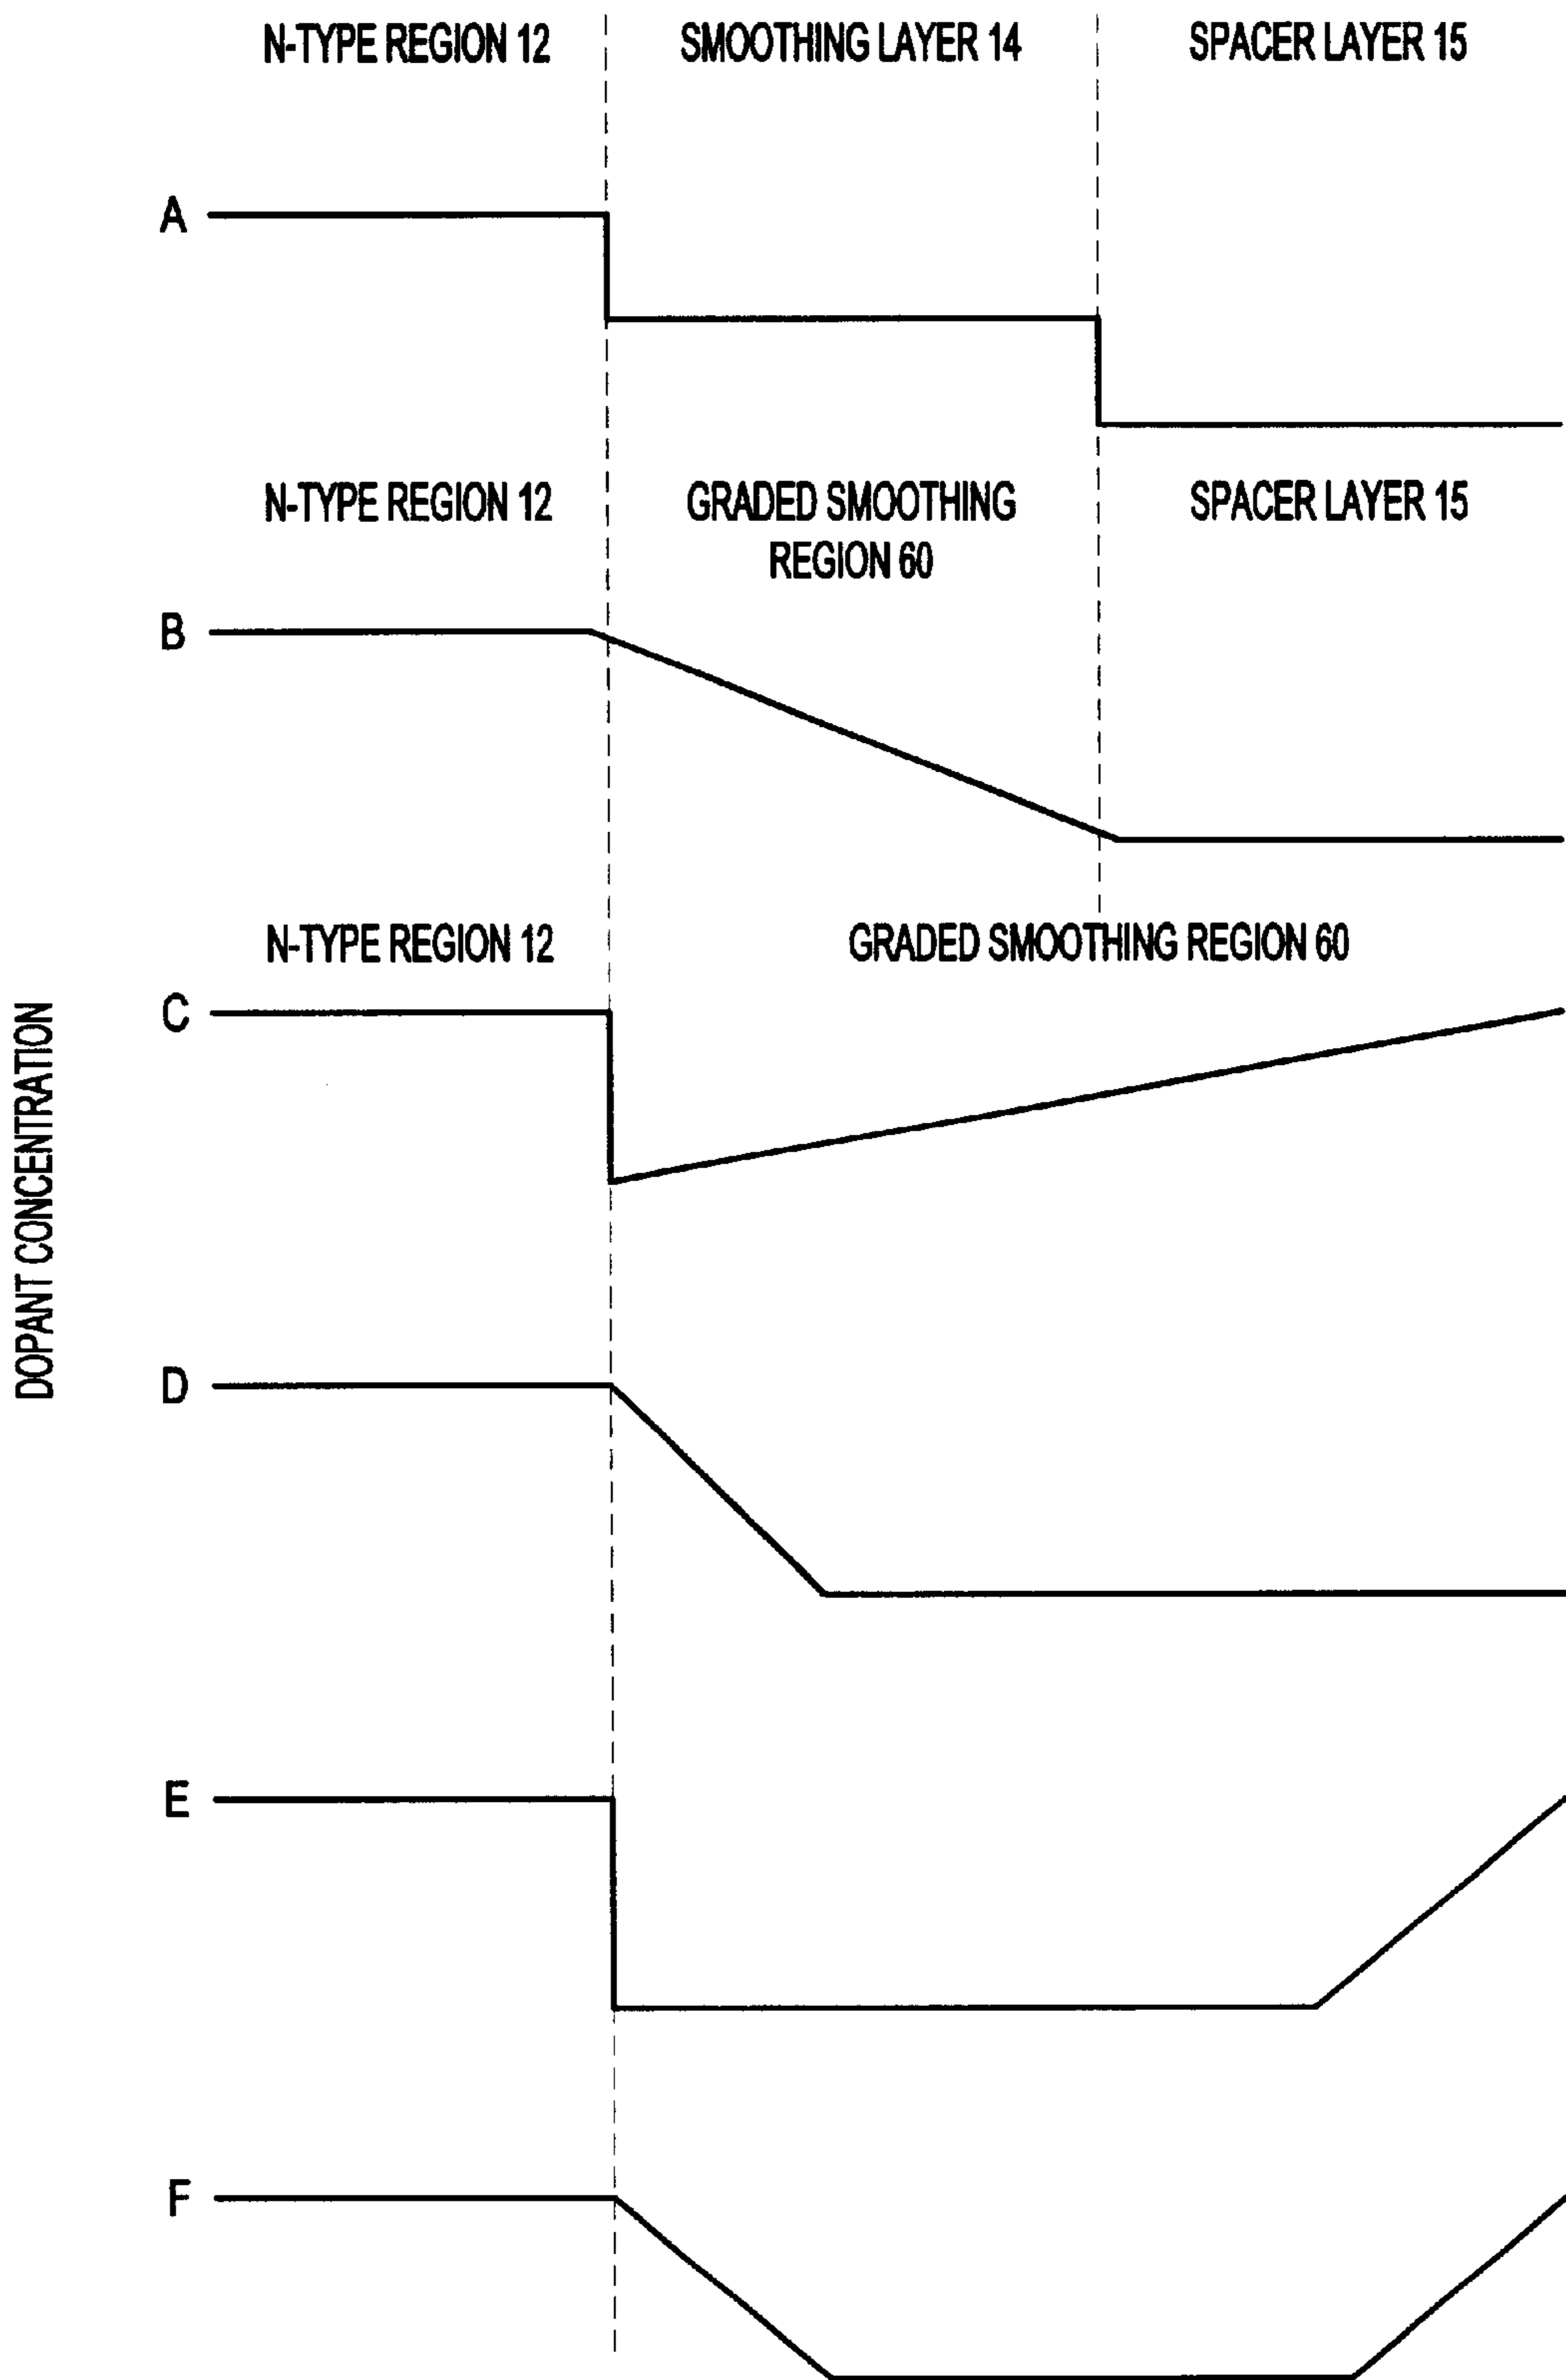 N-TYPE REGION 12
SMOOTHING LAYER 14
SPACER LAYER 15
A
N-TYPE REGION 12
GRADED SMOOTHING
REGION 60
SPACER LAYER 15
B
N-TYPE REGION 12
GRADED SMOOTHING REGION 60
C
DOPANT CONCENTRATION
D
E
F